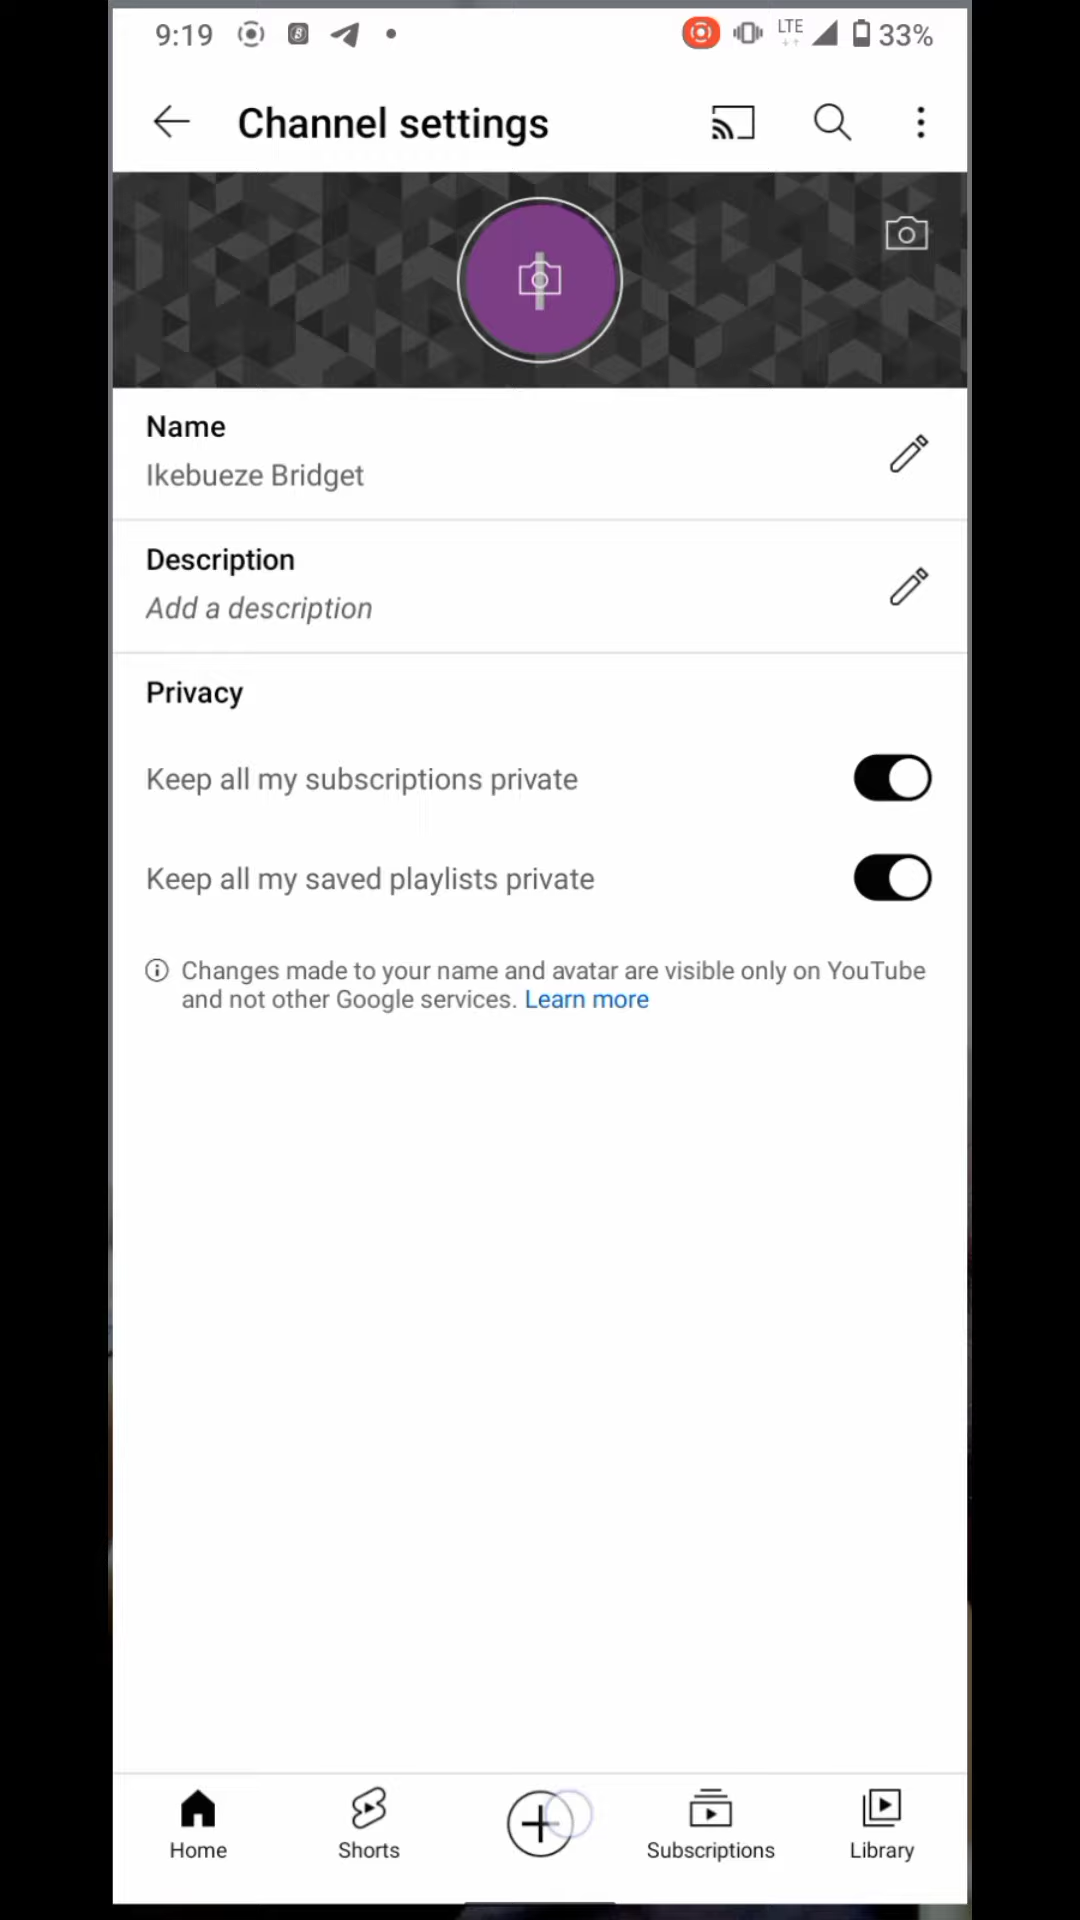 9:19
LTE
33%
Channel settings
Name
Ikebueze Bridget
Description
Add a description
Privacy
Keep all my subscriptions private
Keep all my saved playlists private
Changes made to your name and avatar are visible only on YouTube
and not other Google services. Learn more
Home
Shorts
Subscriptions
Library